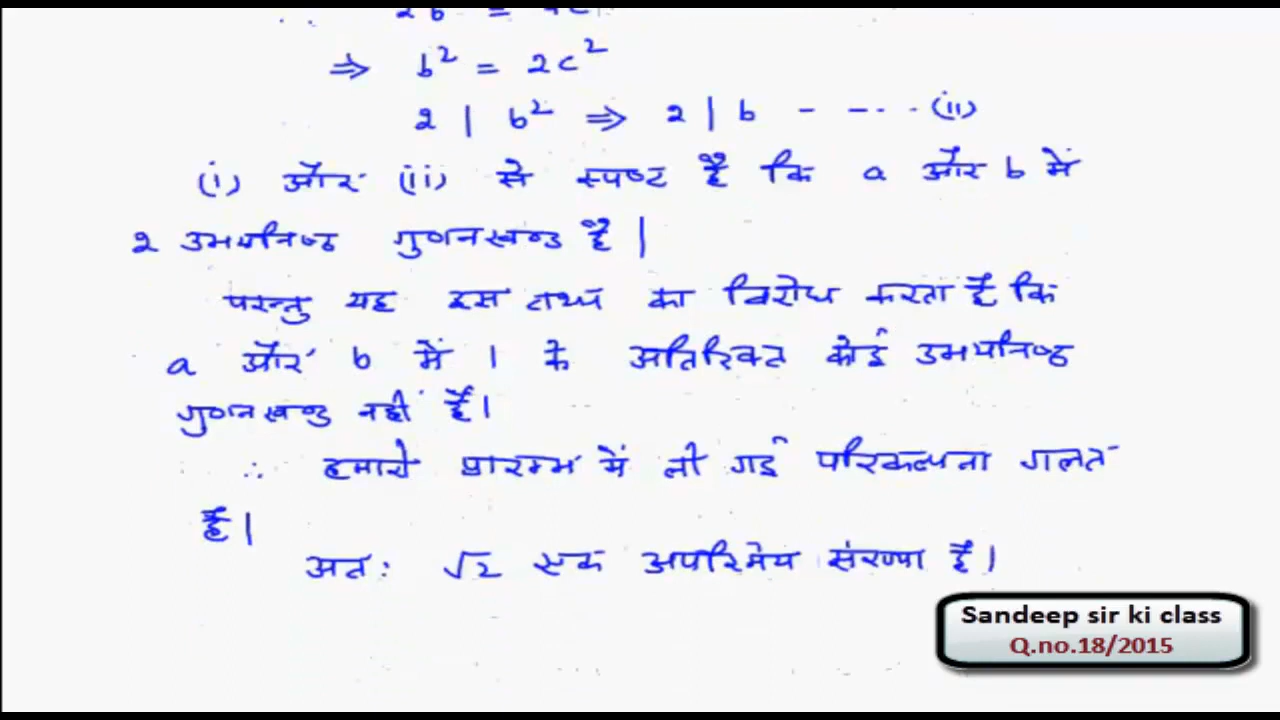 ∴ 2b² = 4c²
⇒ b² = 2c²
2 | b² ⇒ 2 | b - - - - - (ii)
(i) और (ii) से स्पष्ट है कि a और b में
2 उभयनिष्ठ गुणनखण्ड है |
परन्तु यह इस तथ्य का विरोध करता है कि
a और b में 1 के अतिरिक्त कोई उभयनिष्ठ
गुणनखण्ड नहीं है।
∴ हमारी प्रारम्भ में ली गई परिकल्पना गलत
है |
अतः √2 एक अपरिमेय संख्या है।
Sandeep sir ki class
Q.no.18/2015